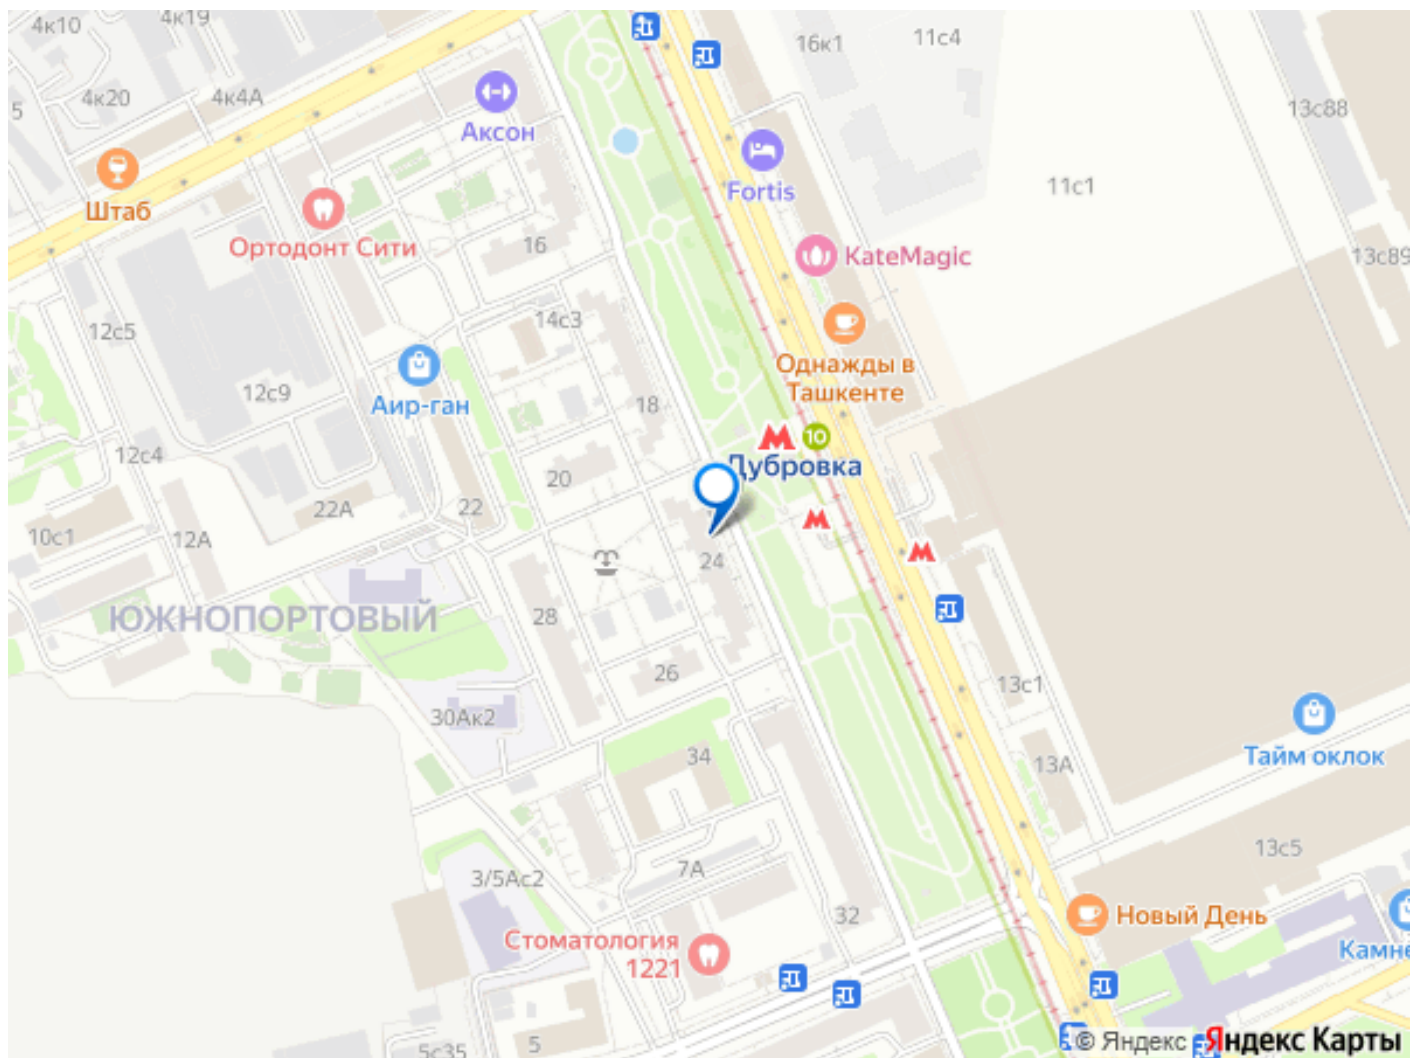 4к10
4к19
16к1
11с4
4к20
4к4А
5
Аксон
13с88
Штаб
Fortis
11с1
Ортодонт Сити
16
KateMagic
13с89
12с5
14с3
Однажды в
Ташкенте
12с9
Аир-ган
18
10
Дубровка
12с4
20
22А
22
10с1
12А
24
ЮЖНОПОРТОВЫЙ
28
26
13с1
30Ак2
34
13А
Тайм оклок
7А
3/5Ас2
13с5
32
Новый День
Стоматология
1221
Камне
5с35
5
© Яндекс
Яндекс Карты